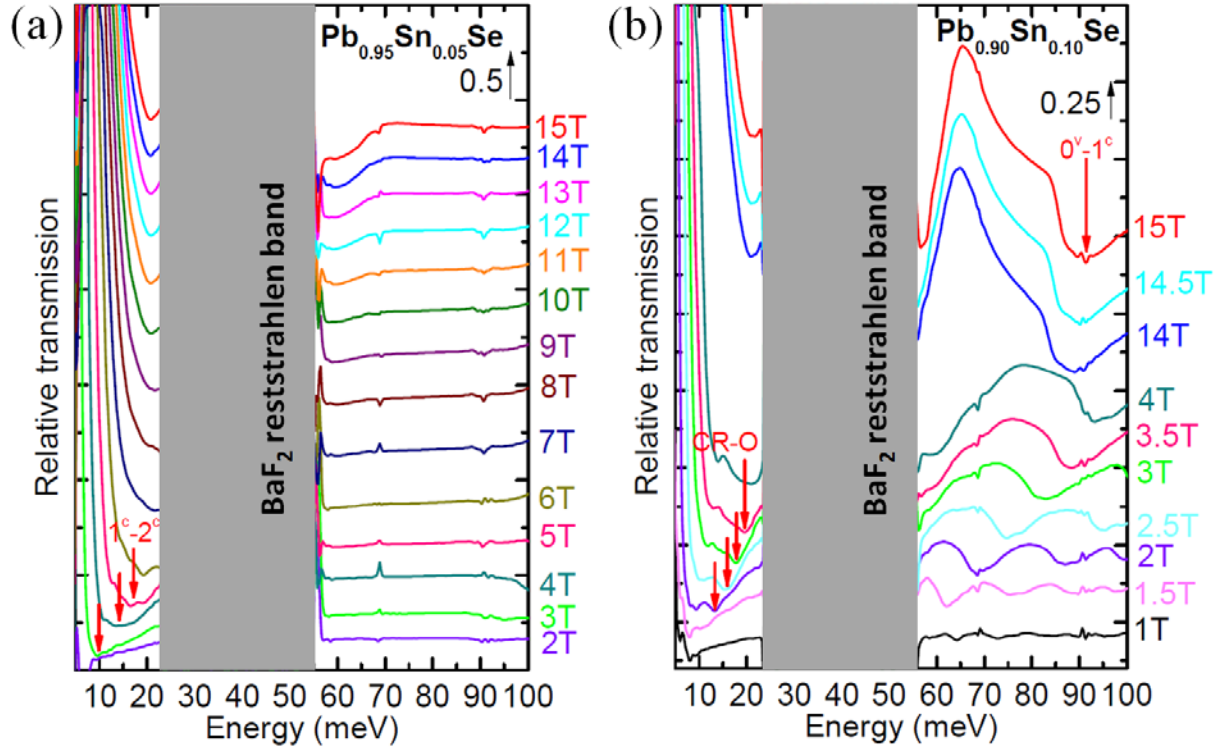 (a)
Pb0.95Sn0.05Se
0.5
Relative transmission
BaF2 reststrahlen band
1c-2c
15T
14T
13T
12T
11T
10T
9T
8T
7T
6T
5T
4T
3T
2T
10 20 30 40 50 60 70 80 90 100
Energy (meV)
(b)
Pb0.90Sn0.10Se
0.25
0v-1c
Relative transmission
CR-O
BaF2 reststrahlen band
15T
14.5T
14T
4T
3.5T
3T
2.5T
2T
1.5T
1T
10 20 30 40 50 60 70 80 90 100
Energy (meV)